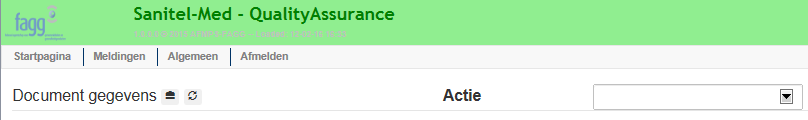 fagg
Sanitel-Med - QualityAssurance
Startpagina Meldingen Algemeen Afmelden
Document gegevens Actie